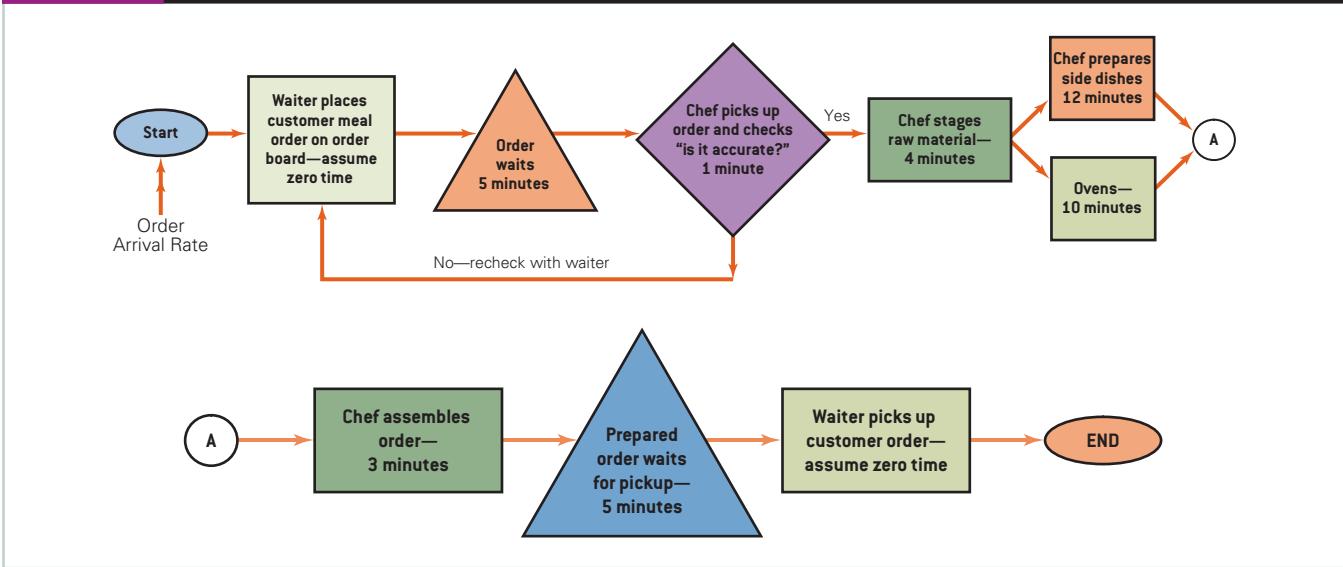 Start
Order
Arrival Rate
Waiter places
customer meal
order on order
board—assume
zero time
Order
waits
5 minutes
Chef picks up
order and checks
“is it accurate?”
1 minute
Yes
No—recheck with waiter
Chef stages
raw material—
4 minutes
Chef prepares
side dishes
12 minutes
Ovens—
10 minutes
A
A
Chef assembles
order—
3 minutes
Prepared
order waits
for pickup—
5 minutes
Waiter picks up
customer order—
assume zero time
END